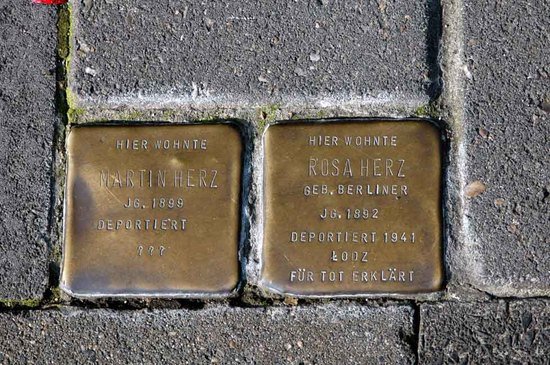 HIER WOHNTE
MARTIN HERZ
JG. 1899
DEPORTIERT
???
HIER WOHNTE
ROSA HERZ
GEB. BERLINER
JG. 1892
DEPORTIERT 1941
ŁODZ
FÜR TOT ERKLÄRT